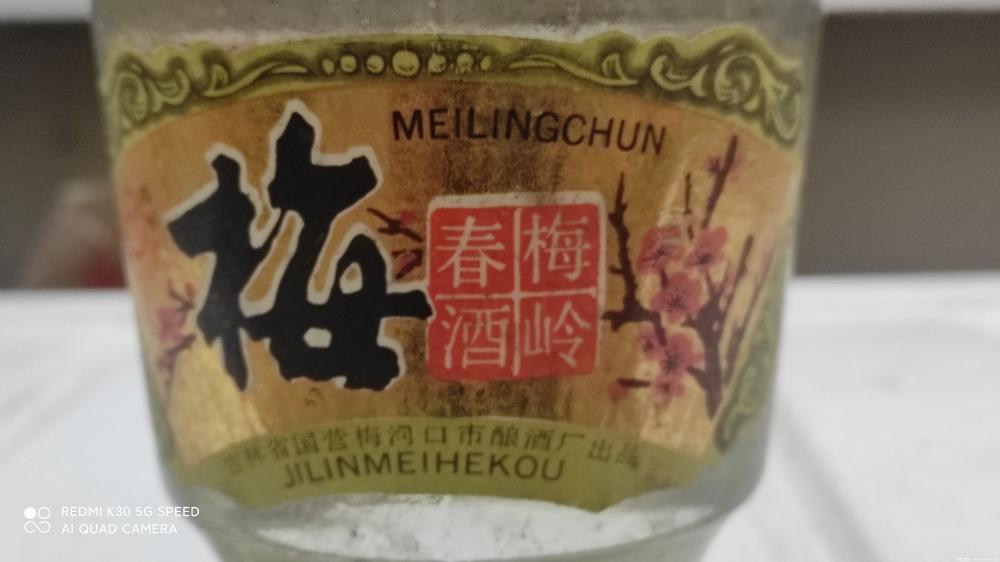 MEILINGCHUN
梅
梅岭
春酒
吉林省国营梅河口市酿酒厂出品
JILINMEIHEKOU
REDMI K30 5G SPEED
AI QUAD CAMERA